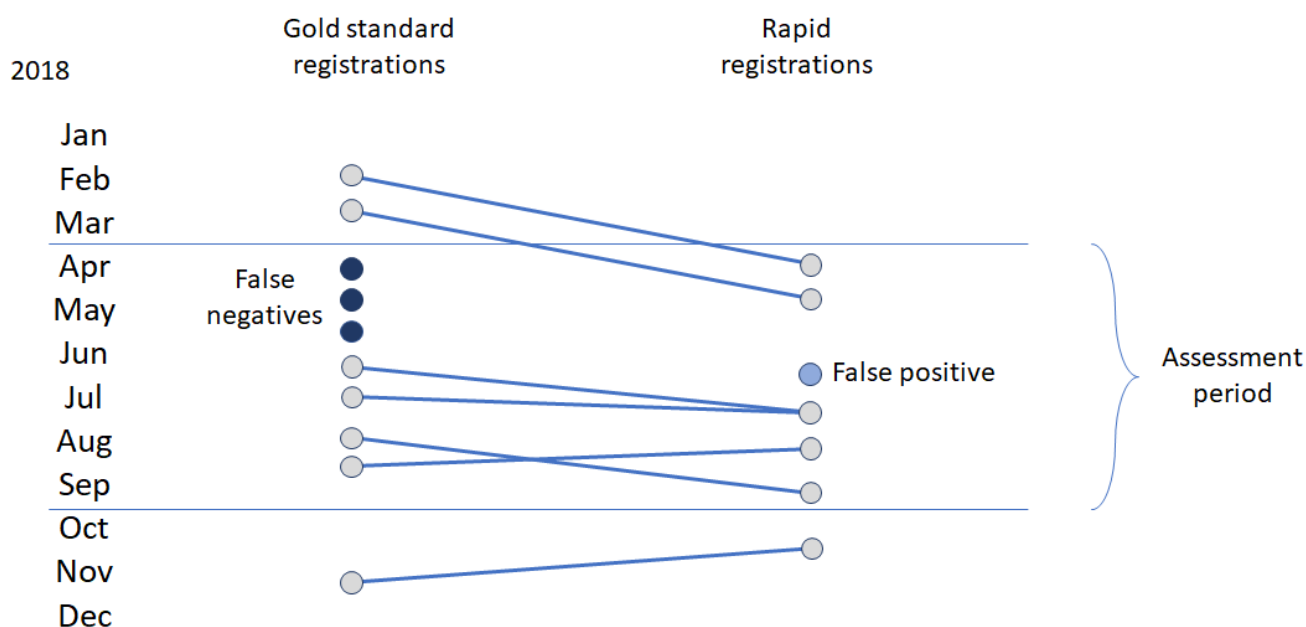 Gold standard
registrations
Rapid
registrations
2018
Jan
Feb
Mar
Apr
May
Jun
Jul
Aug
Sep
Oct
Nov
Dec
False
negatives
False positive
Assessment
period